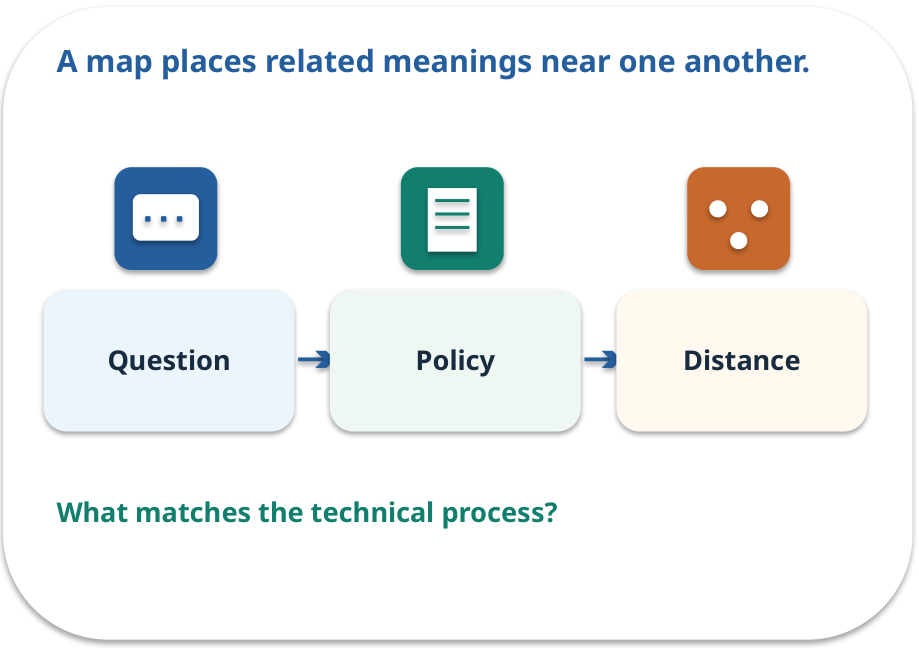 A map places related meanings near one another.
Question
Policy
Distance
What matches the technical process?